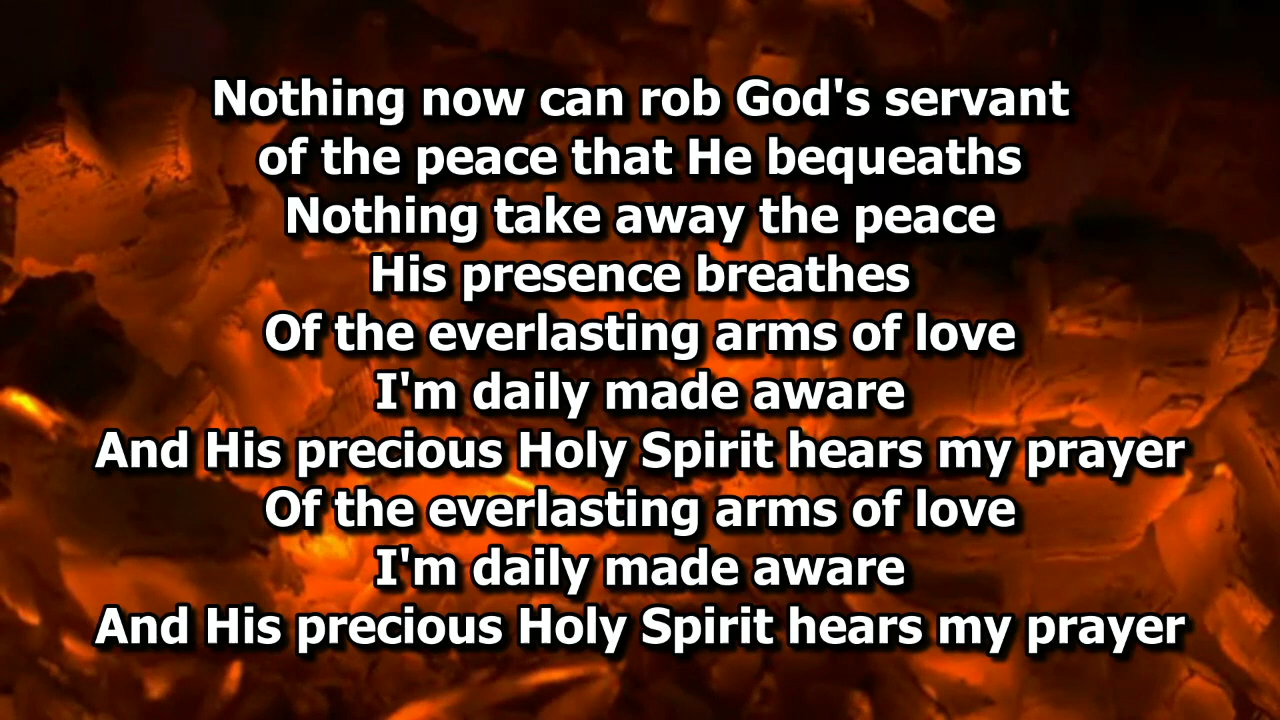 Nothing now can rob God's servant
of the peace that He bequeaths
Nothing take away the peace
His presence breathes
Of the everlasting arms of love
I'm daily made aware
And His precious Holy Spirit hears my prayer
Of the everlasting arms of love
I'm daily made aware
And His precious Holy Spirit hears my prayer